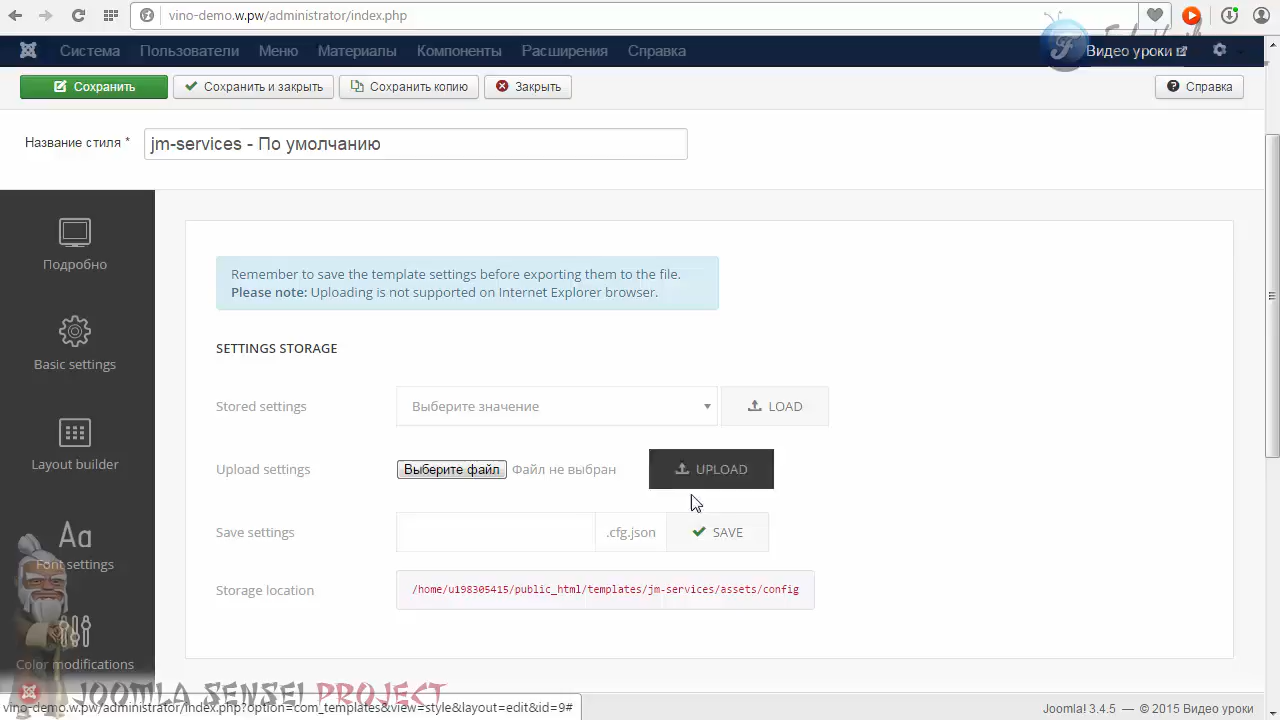 vino-demo.w.pw/administrator/index.php
Система Пользователи Меню Материалы Компоненты Расширения Справка Видео уроки
Сохранить Сохранить и закрыть Сохранить копию Закрыть Справка
Название стиля * jm-services - По умолчанию
Подробно
Basic settings
Layout builder
Font settings
Color modifications
Remember to save the template settings before exporting them to the file.
Please note: Uploading is not supported on Internet Explorer browser.
SETTINGS STORAGE
Stored settings Выберите значение LOAD
Upload settings Выберите файл Файл не выбран UPLOAD
Save settings .cfg.json SAVE
Storage location /home/u198305415/public_html/templates/jm-services/assets/config
JOOMLA SENSEI PROJECT
vino-demo.w.pw/administrator/index.php?option=com_templates&view=style&layout=edit&id=9#
Joomla! 3.4.5 — © 2015 Видео уроки